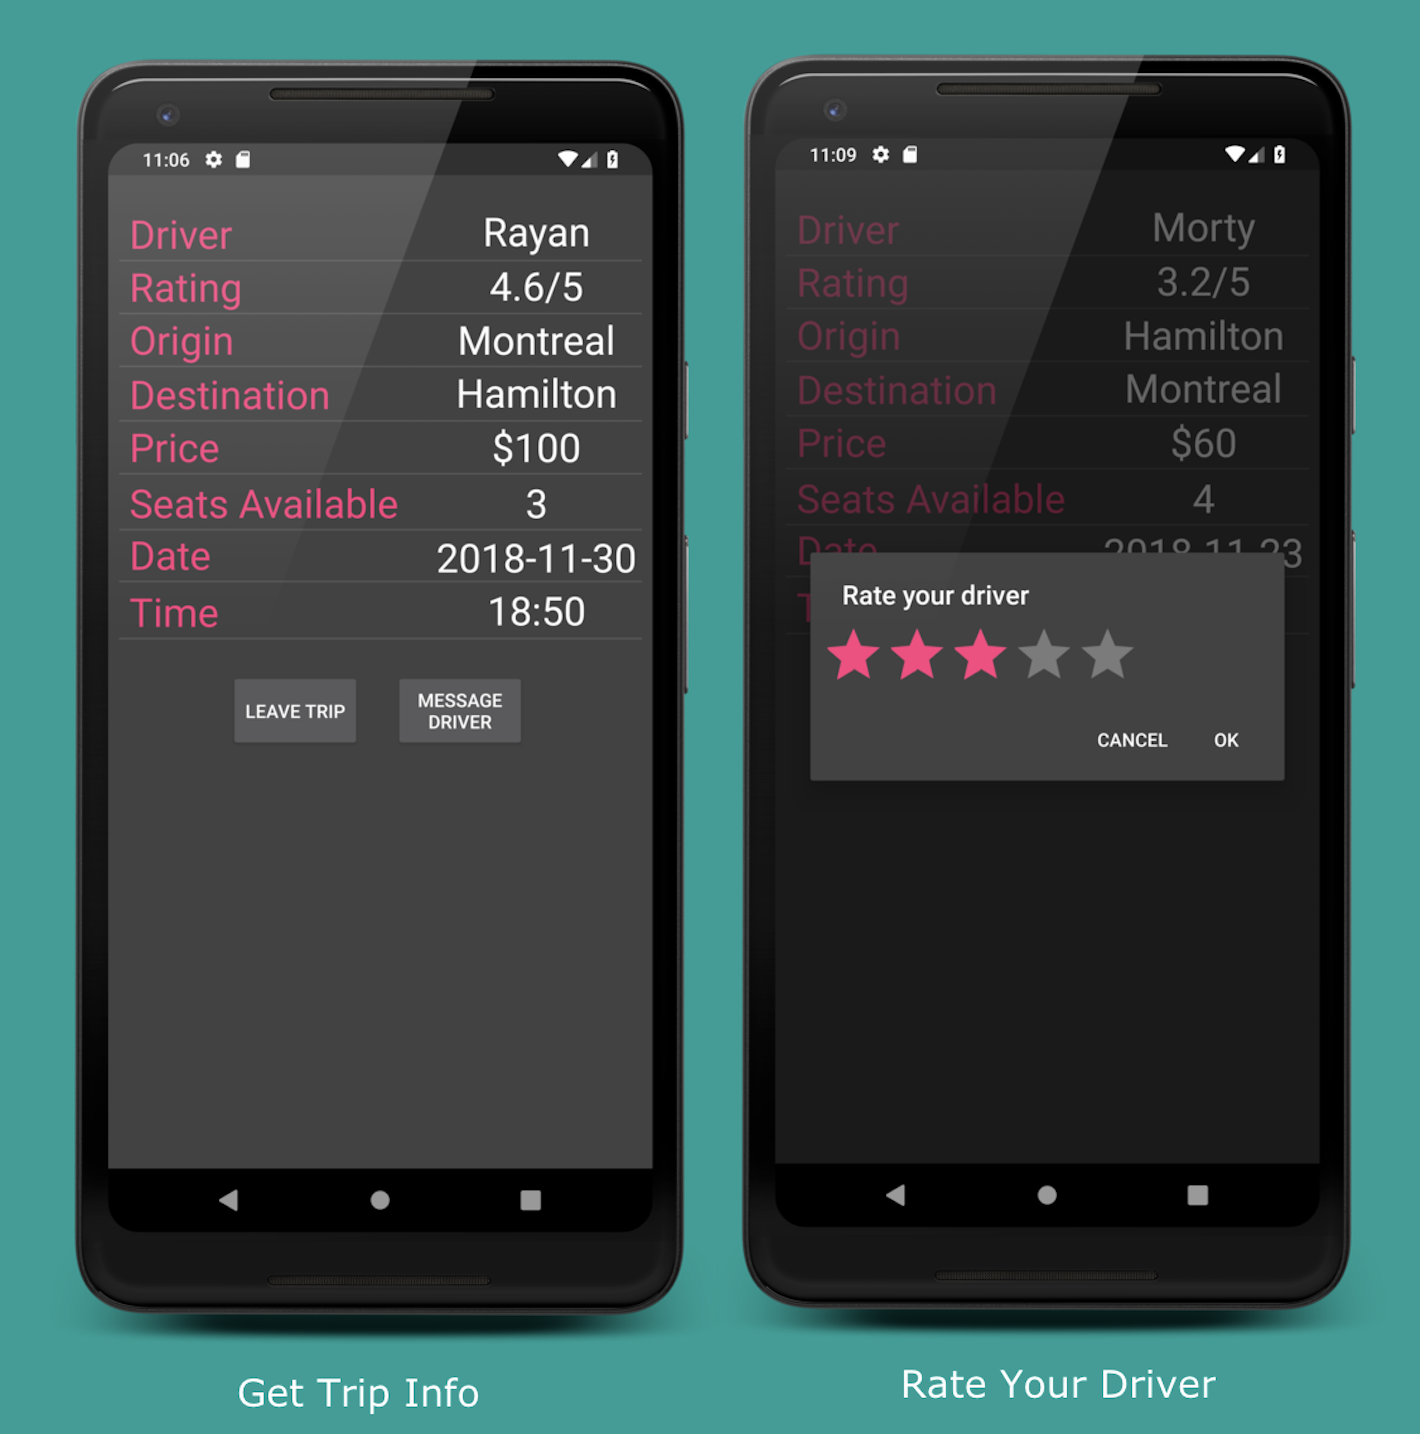 11:06
Driver Rayan
Rating 4.6/5
Origin Montreal
Destination Hamilton
Price $100
Seats Available 3
Date 2018-11-30
Time 18:50
LEAVE TRIP
MESSAGE
DRIVER
Get Trip Info
11:09
Driver Morty
Rating 3.2/5
Origin Hamilton
Destination Montreal
Price $60
Seats Available 4
Date 2018-11-23
Rate your driver
CANCEL OK
Rate Your Driver